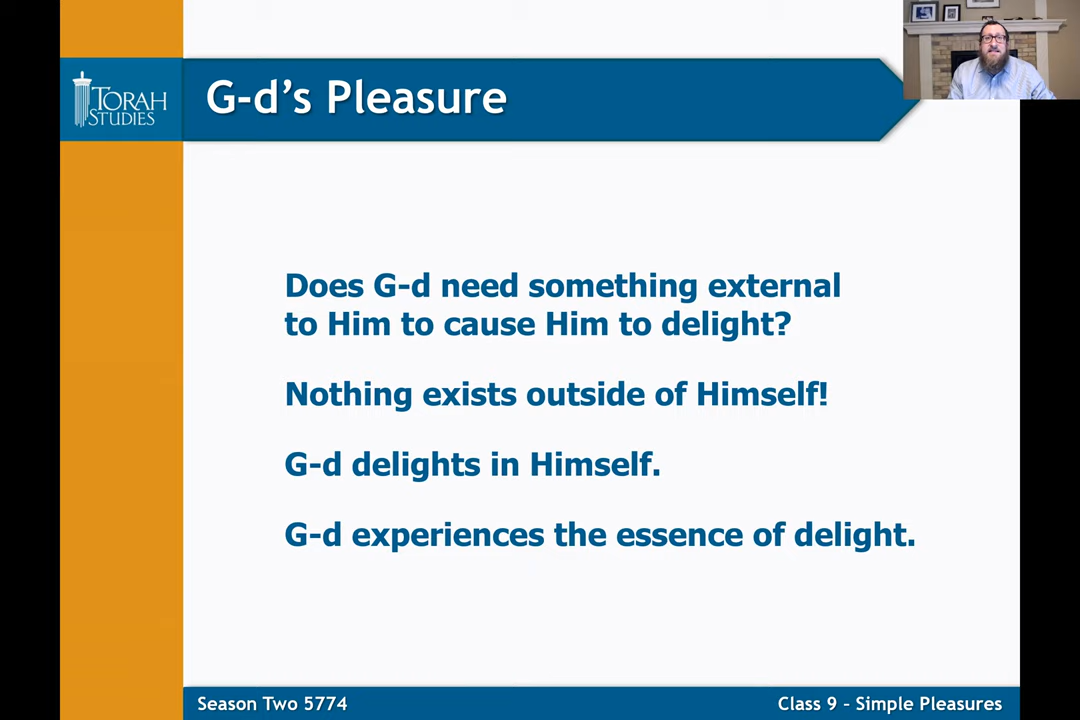 TORAH
STUDIES
G-d’s Pleasure
Does G-d need something external
to Him to cause Him to delight?
Nothing exists outside of Himself!
G-d delights in Himself.
G-d experiences the essence of delight.
Season Two 5774
Class 9 – Simple Pleasures